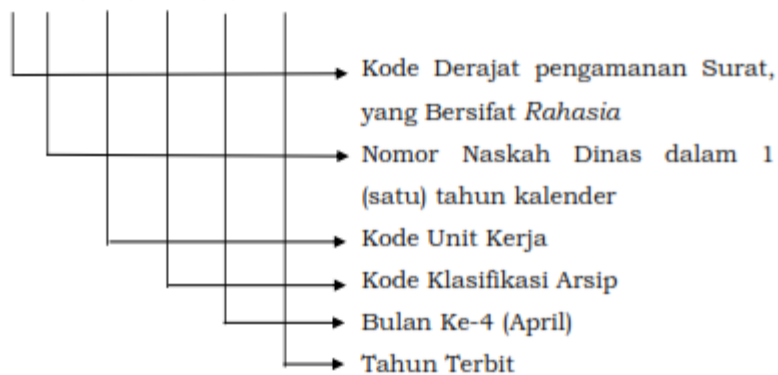 Kode Derajat pengamanan Surat,
yang Bersifat Rahasia
Nomor Naskah Dinas dalam 1
(satu) tahun kalender
Kode Unit Kerja
Kode Klasifikasi Arsip
Bulan Ke-4 (April)
Tahun Terbit